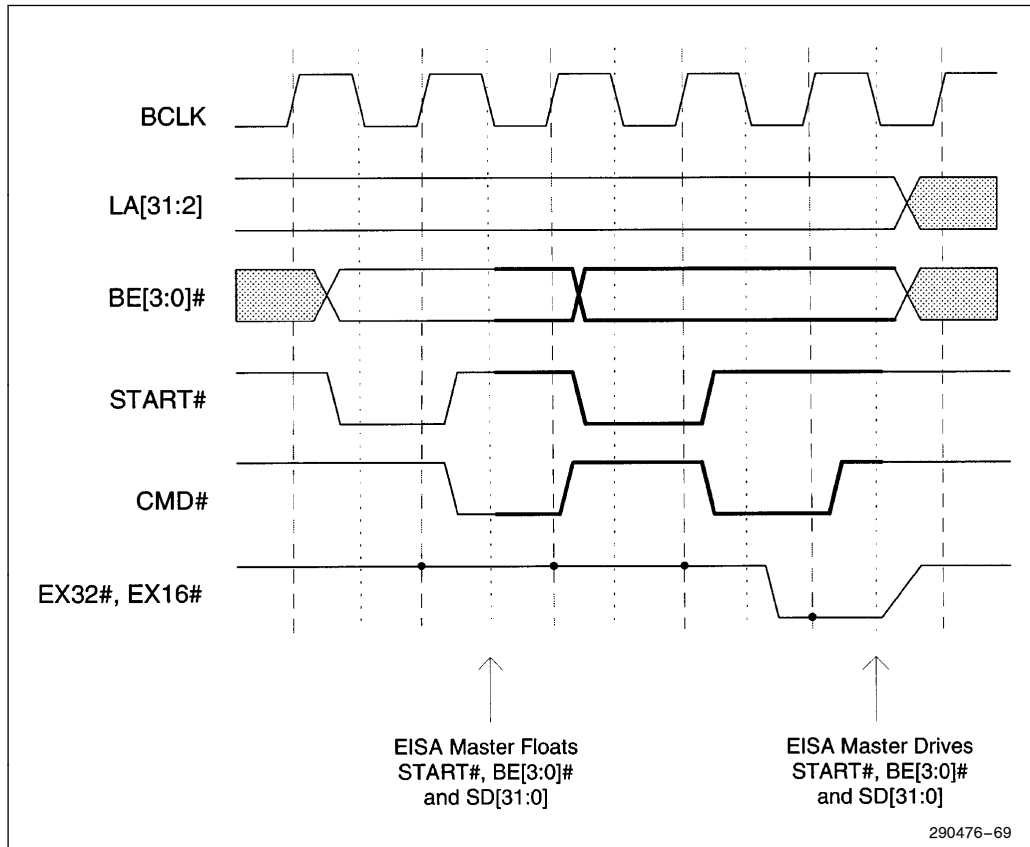 BCLK
LA[31:2]
BE[3:0]#
START#
CMD#
EX32#, EX16#
EISA Master Floats
START#, BE[3:0]#
and SD[31:0]
EISA Master Drives
START#, BE[3:0]#
and SD[31:0]
290476–69